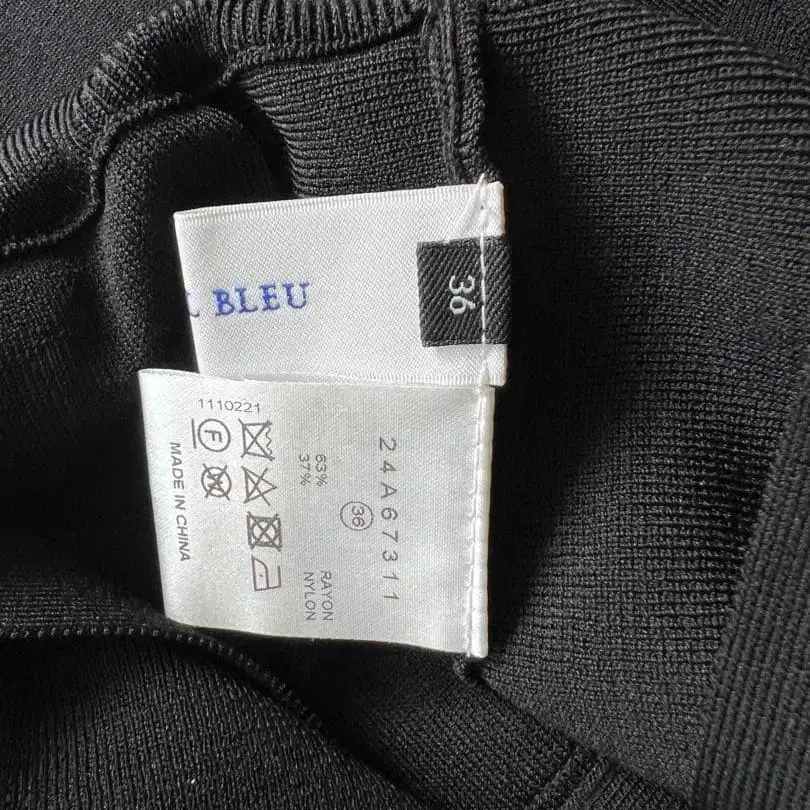 BLEU
36
24A67311
36
63% RAYON
37% NYLON
1110221
F
W
MADE IN CHINA